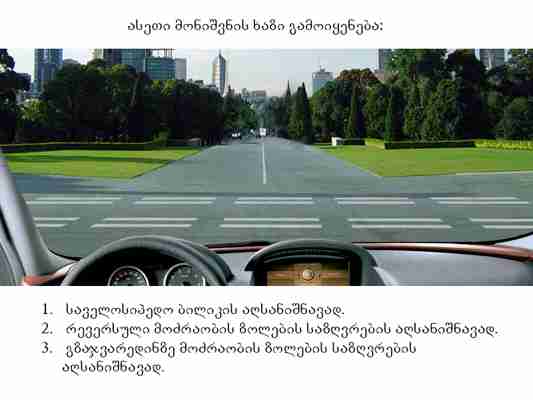 ასეთი მონიშვნის ხაზი გამოიყენება:
1. საველოსიპედო ბილიკის აღსანიშნავად.
2. რევერსული მოძრაობის ზოლების საზღვრების აღსანიშნავად.
3. გზაჯვარედინზე მოძრაობის ზოლების საზღვრების
აღსანიშნავად.